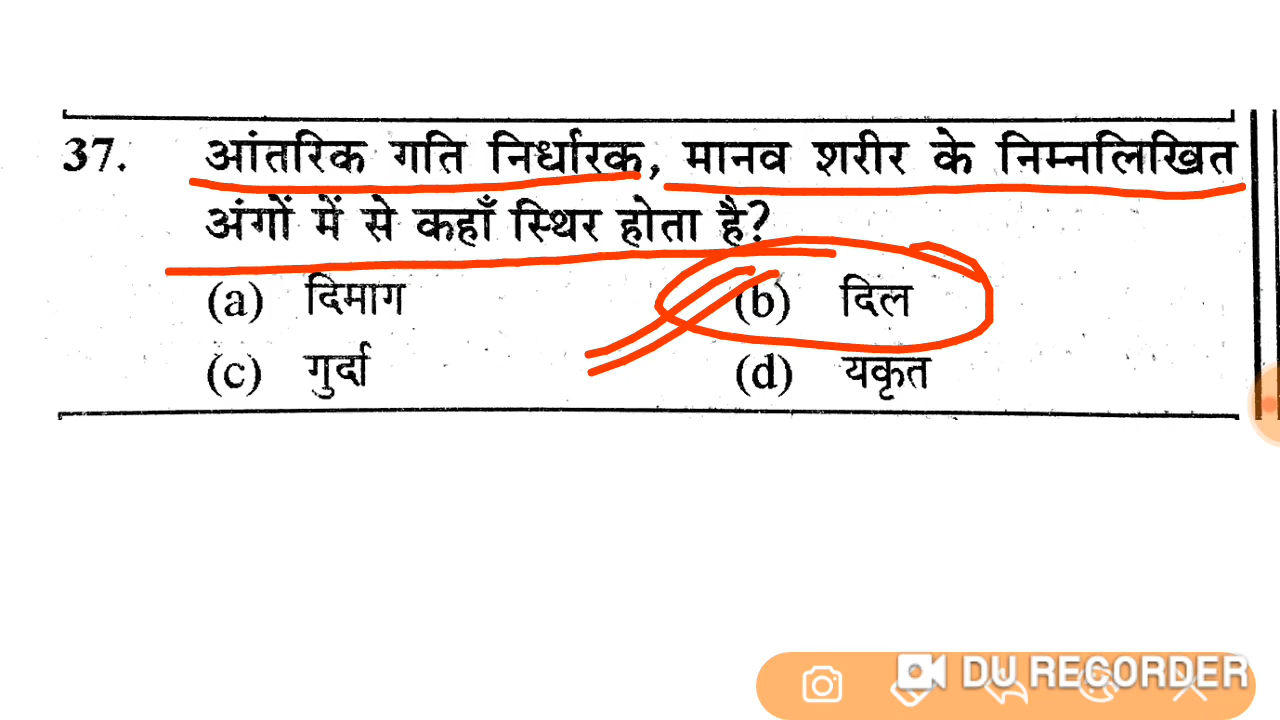 37. आंतरिक गति निर्धारक, मानव शरीर के निम्नलिखित
अंगों में से कहाँ स्थिर होता है?
(a) दिमाग (b) दिल
(c) गुर्दा (d) यकृत
DU RECORDER